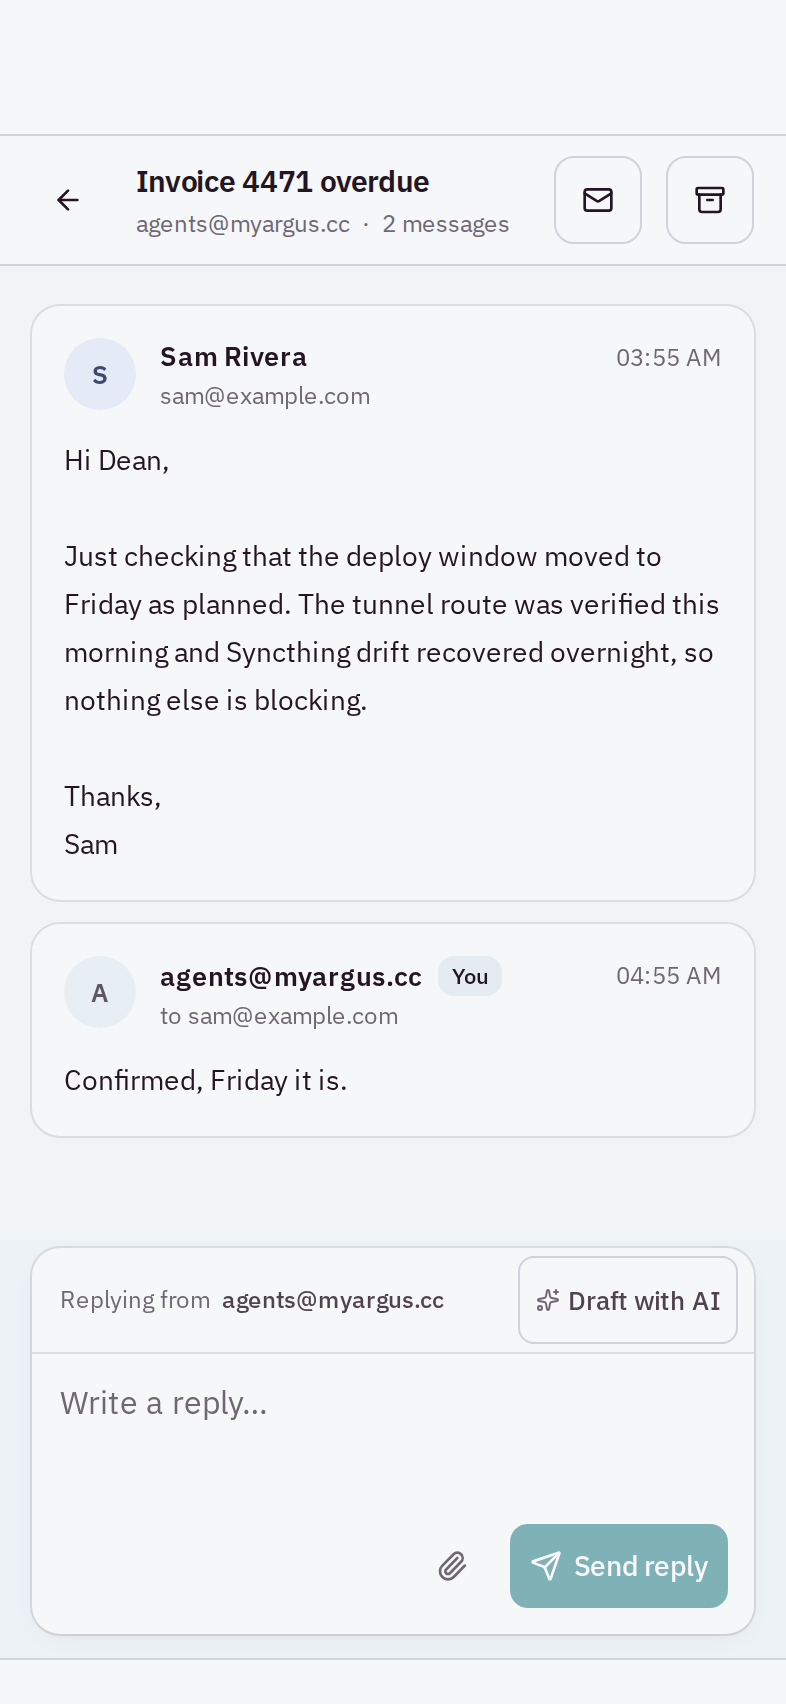 Invoice 4471 overdue
agents@myargus.cc · 2 messages
S
Sam Rivera
03:55 AM
sam@example.com
Hi Dean,
Just checking that the deploy window moved to
Friday as planned. The tunnel route was verified this
morning and Syncthing drift recovered overnight, so
nothing else is blocking.
Thanks,
Sam
A
agents@myargus.cc You
04:55 AM
to sam@example.com
Confirmed, Friday it is.
Replying from agents@myargus.cc
Draft with AI
Write a reply...
Send reply